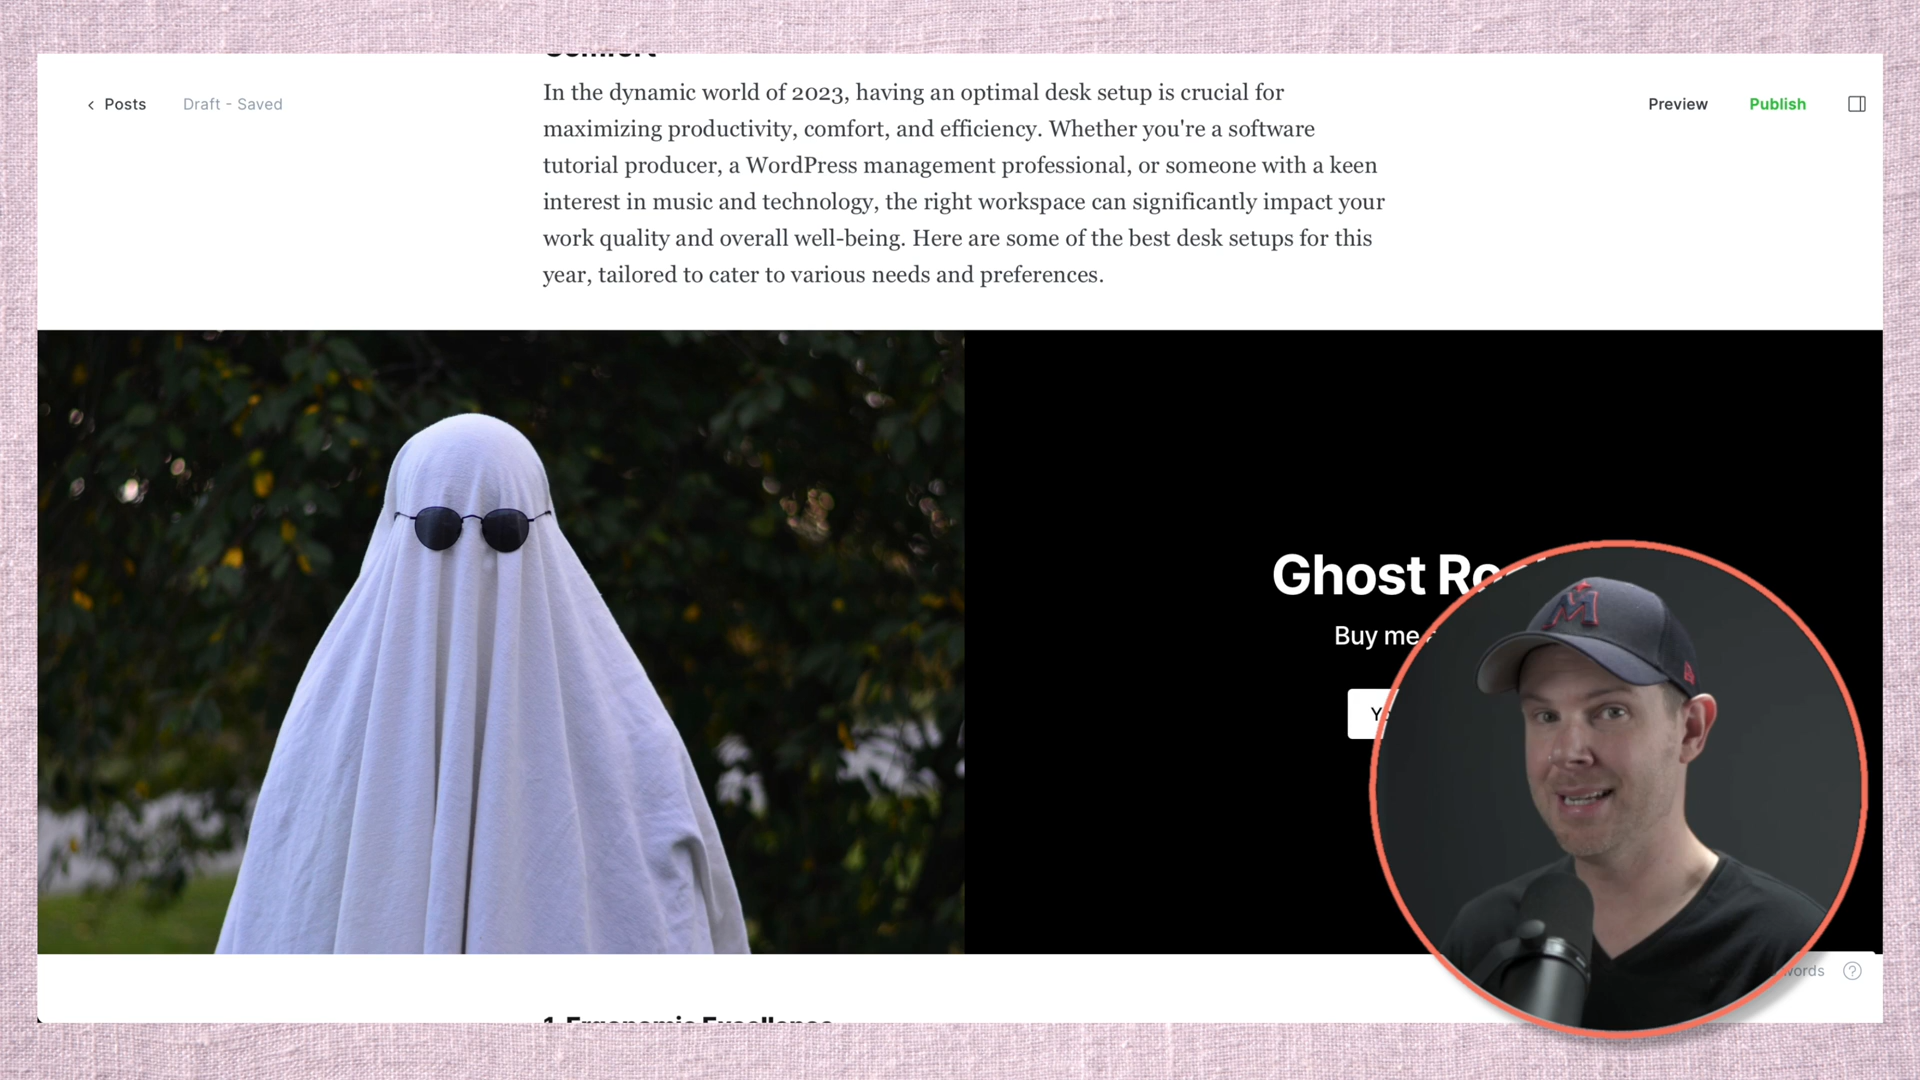 Posts
Draft - Saved
Preview
Publish
In the dynamic world of 2023, having an optimal desk setup is crucial for
maximizing productivity, comfort, and efficiency. Whether you're a software
tutorial producer, a WordPress management professional, or someone with a keen
interest in music and technology, the right workspace can significantly impact your
work quality and overall well-being. Here are some of the best desk setups for this
year, tailored to cater to various needs and preferences.
Ghost
Buy me
M
words
?
1. Ergonomic Excellence